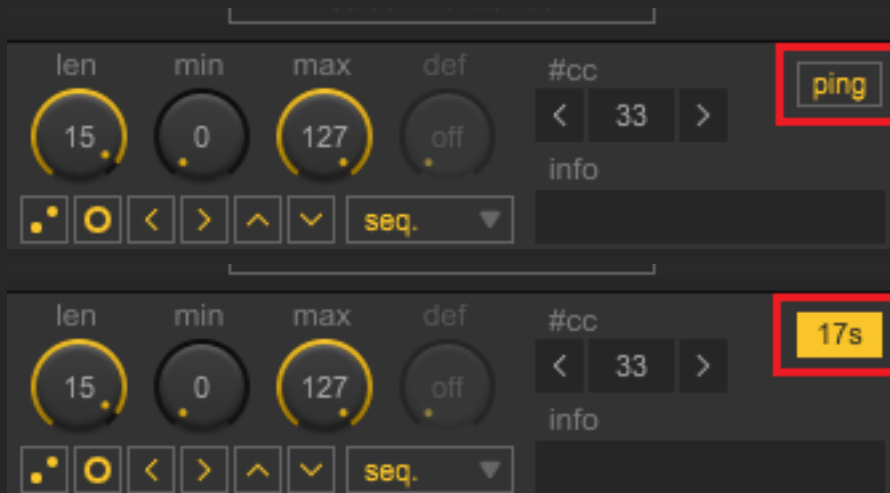 len min max def #cc ping
15 0 127 off < 33 >
info
seq.
len min max def #cc 17s
15 0 127 off < 33 >
info
seq.